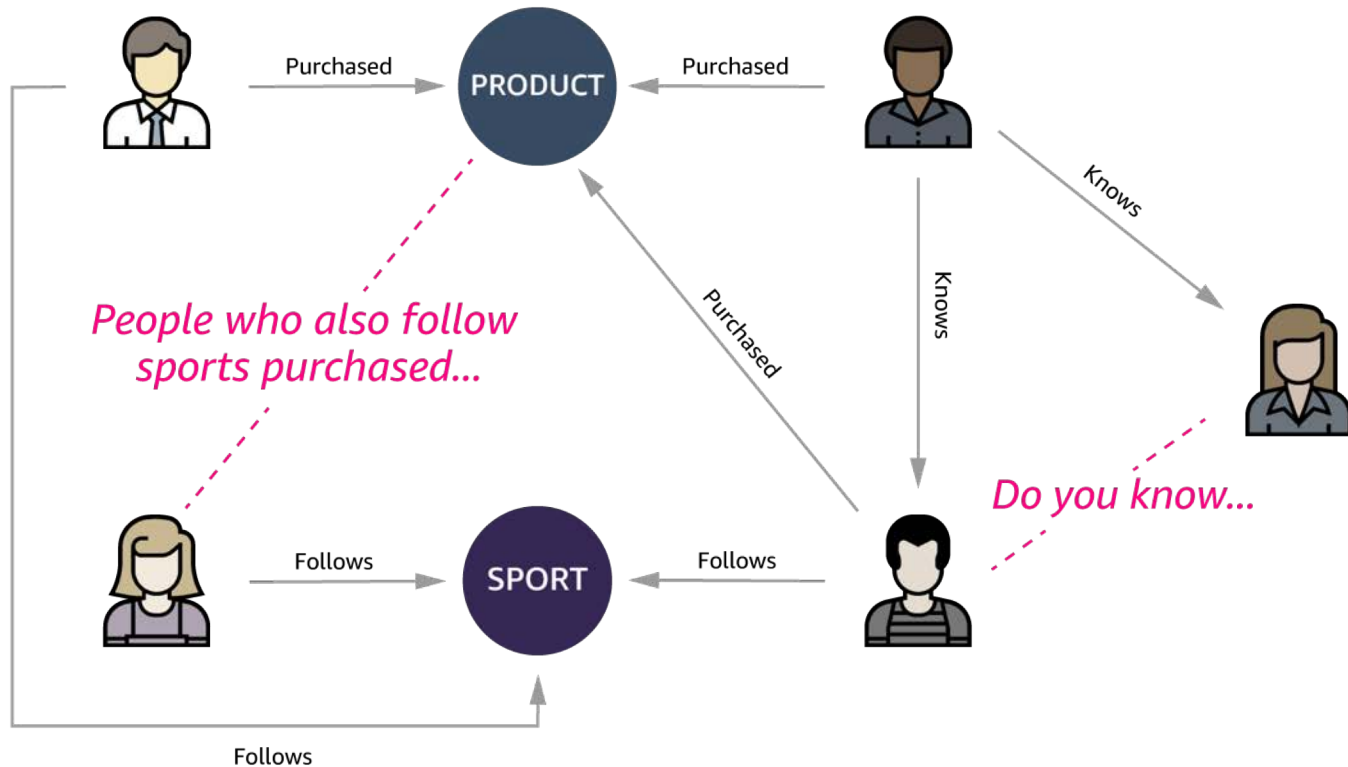 Purchased
PRODUCT
Purchased
Knows
Knows
Purchased
People who also follow
sports purchased...
Do you know...
Follows
SPORT
Follows
Follows